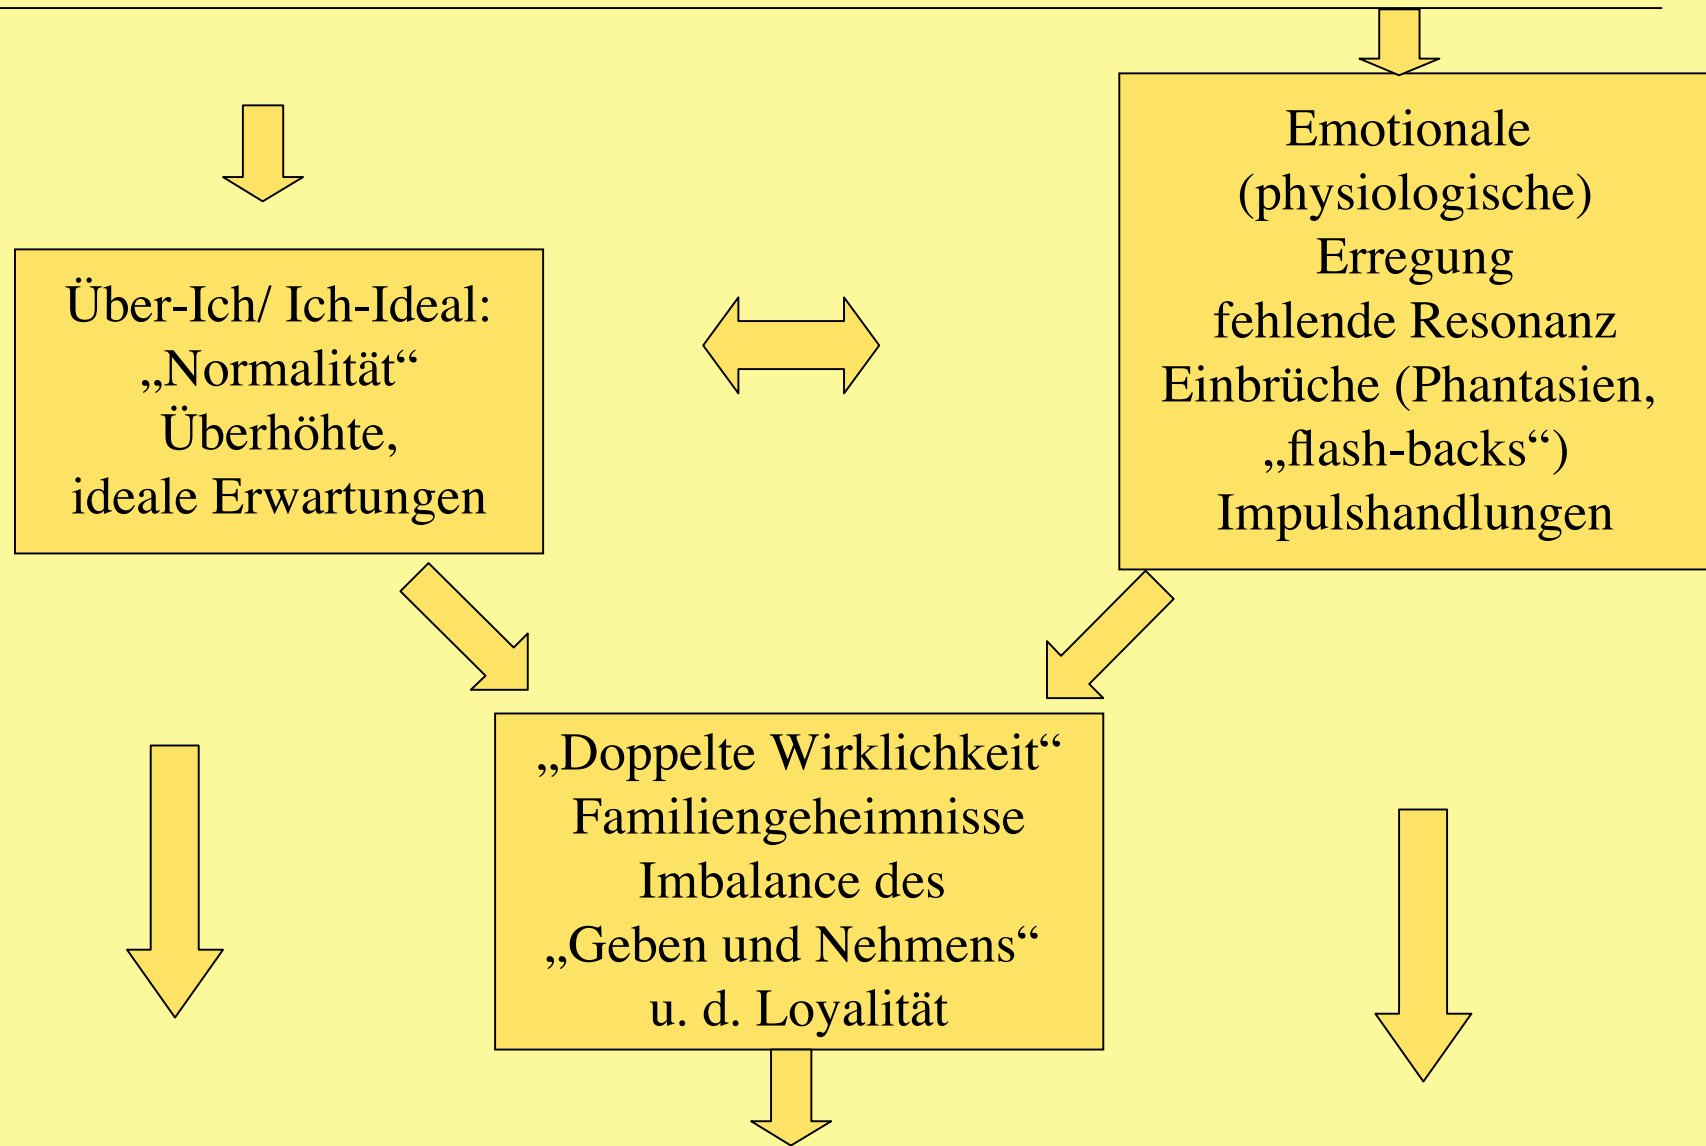 Über-Ich/ Ich-Ideal:
„Normalität“
Überhöhte,
ideale Erwartungen
Emotionale
(physiologische)
Erregung
fehlende Resonanz
Einbrüche (Phantasien,
„flash-backs“)
Impulshandlungen
„Doppelte Wirklichkeit“
Familiengeheimnisse
Imbalance des
„Geben und Nehmens“
u. d. Loyalität